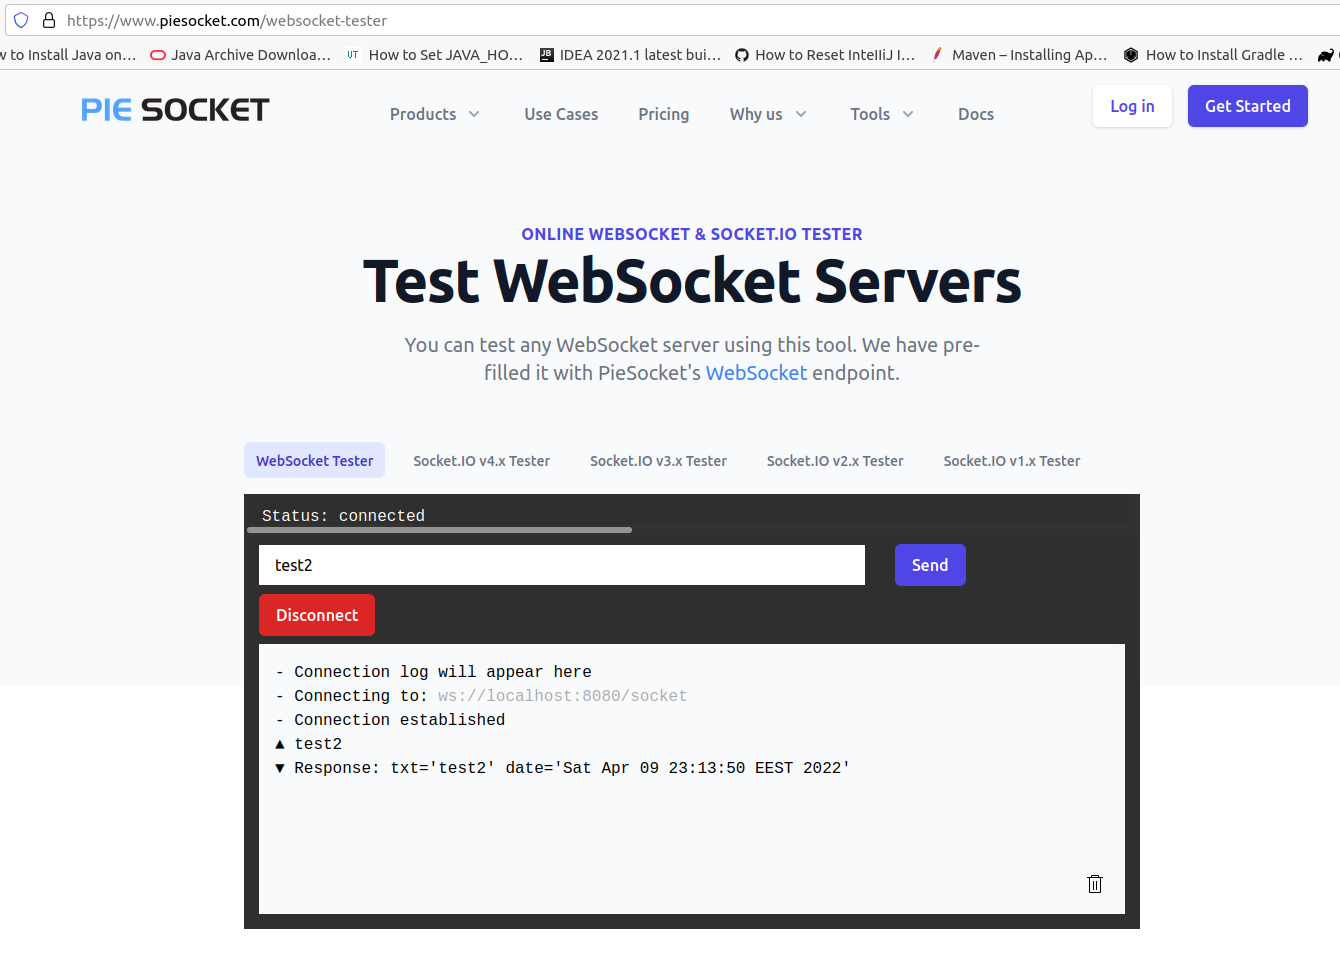 https://www.piesocket.com/websocket-tester
w to Install Java on… Java Archive Downloa… UT How to Set JAVA_HO… JB IDEA 2021.1 latest bui… How to Reset InteIIiJ I… Maven – Installing Ap… How to Install Gradle …
PIE SOCKET Products Use Cases Pricing Why us Tools Docs Log in Get Started
ONLINE WEBSOCKET & SOCKET.IO TESTER
Test WebSocket Servers
You can test any WebSocket server using this tool. We have pre-
filled it with PieSocket's WebSocket endpoint.
WebSocket Tester Socket.IO v4.x Tester Socket.IO v3.x Tester Socket.IO v2.x Tester Socket.IO v1.x Tester
Status: connected
test2 Send
Disconnect
- Connection log will appear here
- Connecting to: ws://localhost:8080/socket
- Connection established
▲ test2
▼ Response: txt='test2' date='Sat Apr 09 23:13:50 EEST 2022'